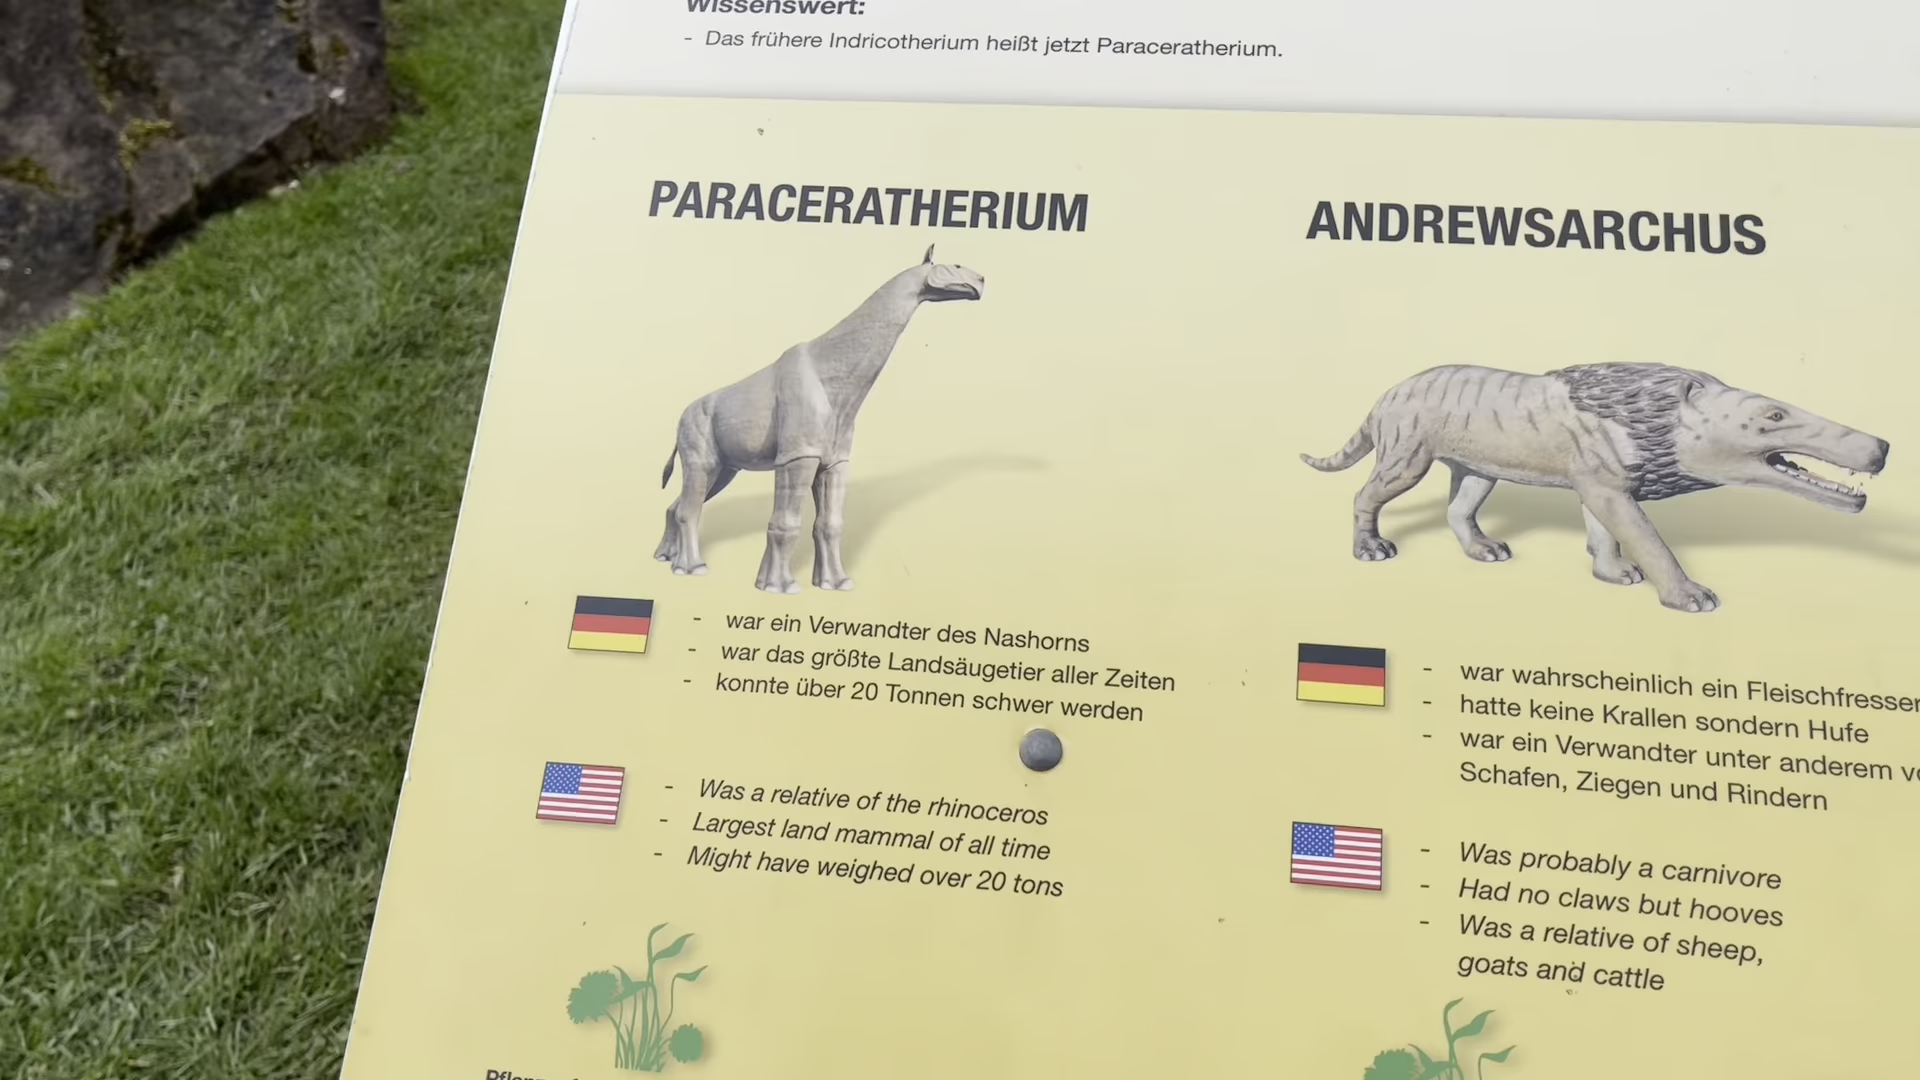 Wissenswert:
- Das frühere Indricotherium heißt jetzt Paraceratherium.
PARACERATHERIUM
- war ein Verwandter des Nashorns
- war das größte Landsäugetier aller Zeiten
- konnte über 20 Tonnen schwer werden
- Was a relative of the rhinoceros
- Largest land mammal of all time
- Might have weighed over 20 tons
ANDREWSARCHUS
- war wahrscheinlich ein Fleischfresser
- hatte keine Krallen sondern Hufe
- war ein Verwandter unter anderem
Schafen, Ziegen und Rindern
- Was probably a carnivore
- Had no claws but hooves
- Was a relative of sheep,
goats and cattle